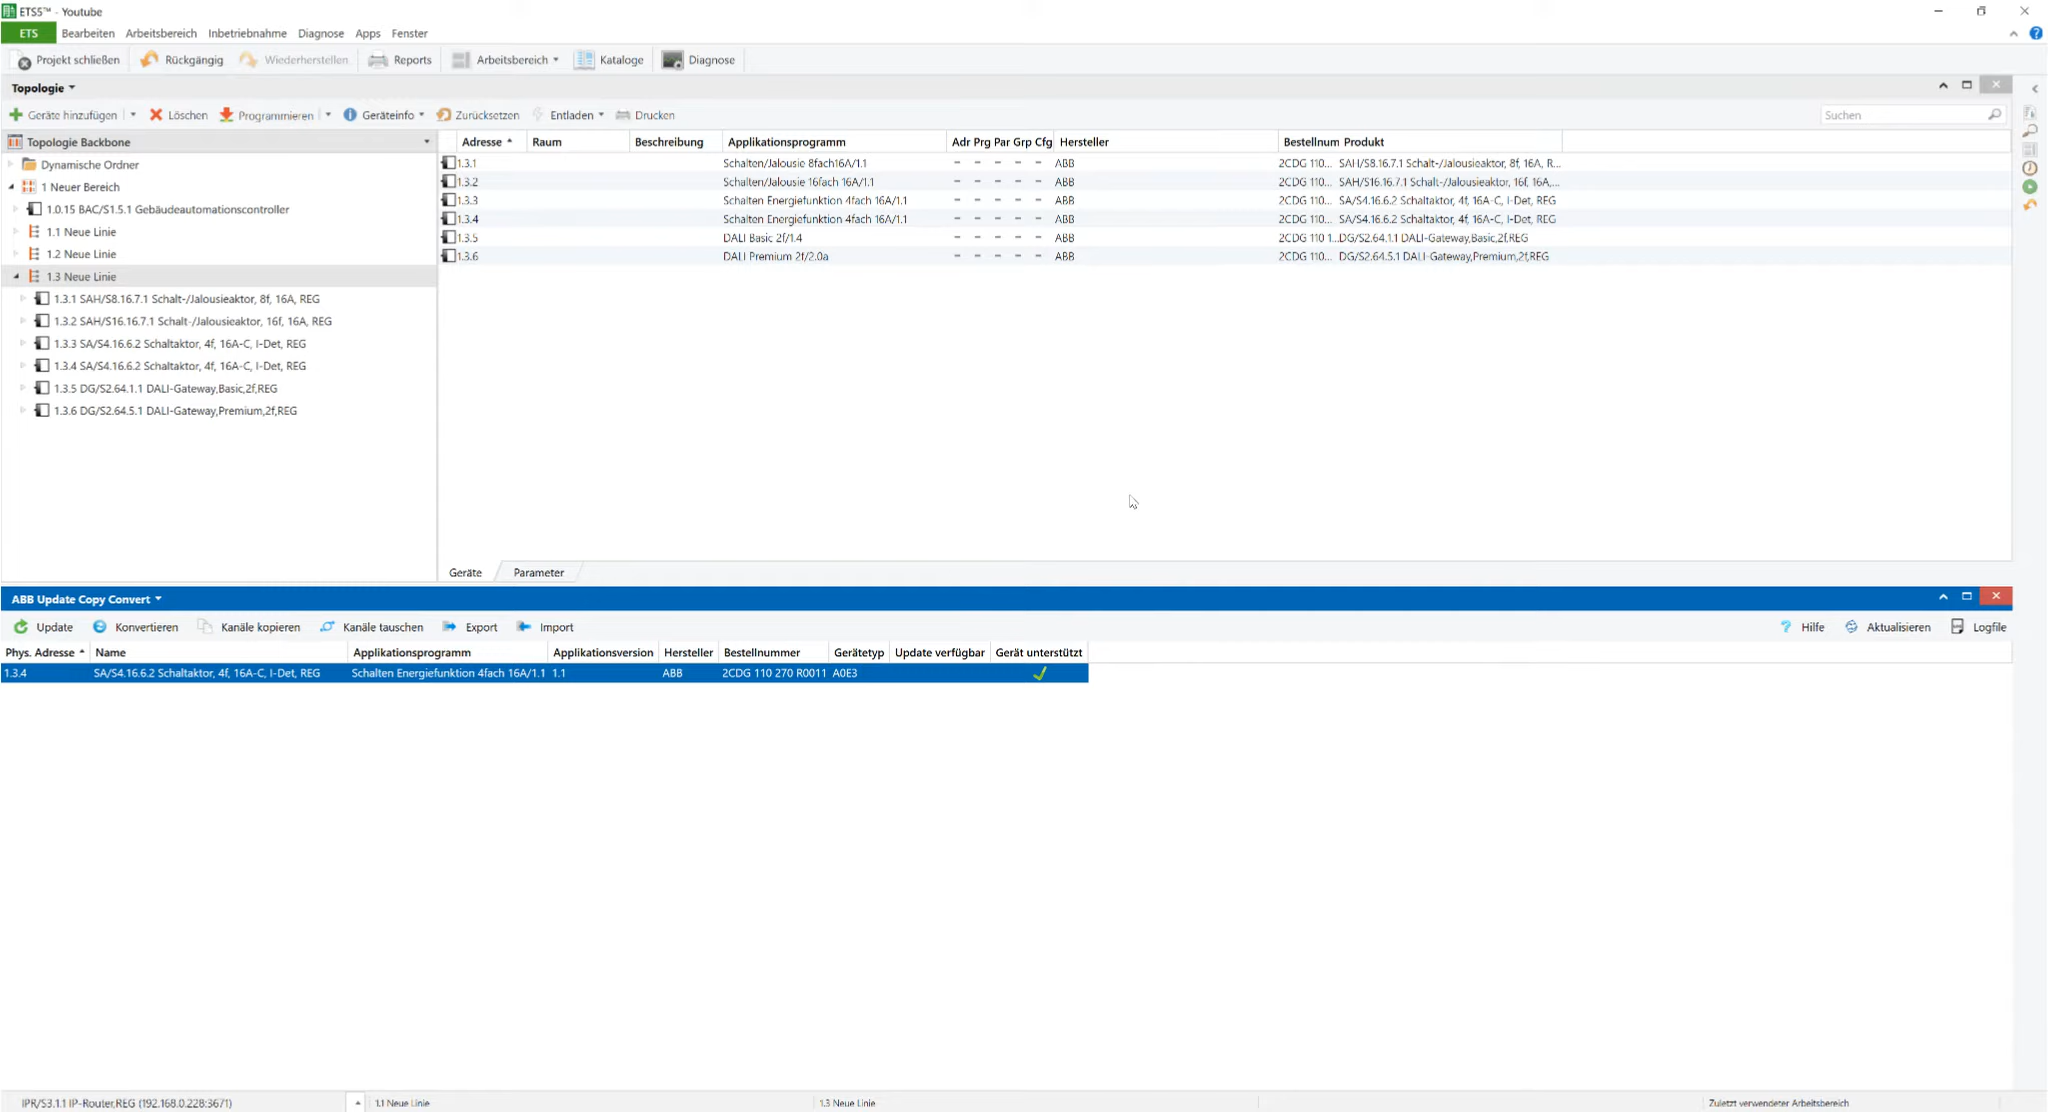 ETS5™ - Youtube
ETS Bearbeiten Arbeitsbereich Inbetriebnahme Diagnose Apps Fenster
Projekt schließen Rückgängig Wiederherstellen Reports Arbeitsbereich Kataloge Diagnose
Topologie
Geräte hinzufügen Löschen Programmieren Geräteinfo Zurücksetzen Entladen Drucken Suchen
Topologie Backbone
Dynamische Ordner
1 Neuer Bereich
1.0.15 BAC/S1.5.1 Gebäudeautomationscontroller
1.1 Neue Linie
1.2 Neue Linie
1.3 Neue Linie
1.3.1 SAH/S8.16.7.1 Schalt-/Jalousieaktor, 8f, 16A, REG
1.3.2 SAH/S16.16.7.1 Schalt-/Jalousieaktor, 16f, 16A, REG
1.3.3 SA/S4.16.6.2 Schaltaktor, 4f, 16A-C, I-Det, REG
1.3.4 SA/S4.16.6.2 Schaltaktor, 4f, 16A-C, I-Det, REG
1.3.5 DG/S2.64.1.1 DALI-Gateway,Basic,2f,REG
1.3.6 DG/S2.64.5.1 DALI-Gateway,Premium,2f,REG
Adresse Raum Beschreibung Applikationsprogramm Adr Prg Par Grp Cfg Hersteller Bestellnum Produkt
1.3.1 Schalten/Jalousie 8fach16A/1.1 - - - - - ABB 2CDG 110... SAH/S8.16.7.1 Schalt-/Jalousieaktor, 8f, 16A, R...
1.3.2 Schalten/Jalousie 16fach 16A/1.1 - - - - - ABB 2CDG 110... SAH/S16.16.7.1 Schalt-/Jalousieaktor, 16f, 16A,...
1.3.3 Schalten Energiefunktion 4fach 16A/1.1 - - - - - ABB 2CDG 110... SA/S4.16.6.2 Schaltaktor, 4f, 16A-C, I-Det, REG
1.3.4 Schalten Energiefunktion 4fach 16A/1.1 - - - - - ABB 2CDG 110... SA/S4.16.6.2 Schaltaktor, 4f, 16A-C, I-Det, REG
1.3.5 DALI Basic 2f/1.4 - - - - - ABB 2CDG 110 1... DG/S2.64.1.1 DALI-Gateway,Basic,2f,REG
1.3.6 DALI Premium 2f/2.0a - - - - - ABB 2CDG 110... DG/S2.64.5.1 DALI-Gateway,Premium,2f,REG
Geräte Parameter
ABB Update Copy Convert
Update Konvertieren Kanäle kopieren Kanäle tauschen Export Import Hilfe Aktualisieren Logfile
Phys. Adresse Name Applikationsprogramm Applikationsversion Hersteller Bestellnummer Gerätetyp Update verfügbar Gerät unterstützt
1.3.4 SA/S4.16.6.2 Schaltaktor, 4f, 16A-C, I-Det, REG Schalten Energiefunktion 4fach 16A/1.1 1.1 ABB 2CDG 110 270 R0011 A0E3
IPR/S3.1.1 IP-Router,REG (192.168.0.228:3671) 1.1 Neue Linie 1.3 Neue Linie Zuletzt verwendeter Arbeitsbereich